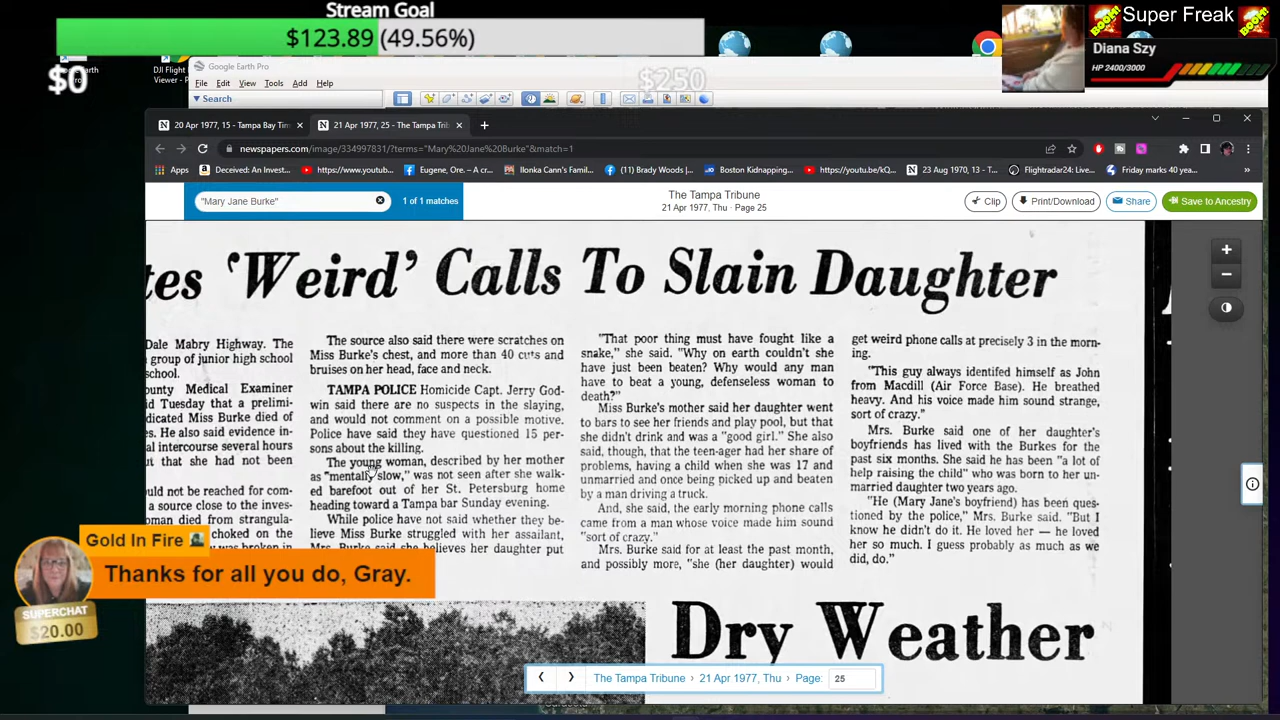 Stream Goal
$123.89 (49.56%)
$0
$250
Super Freak
Diana Szy
HP 2400/3000
Google Earth
DJI Flight
Viewer - P
Google Earth Pro
File Edit View Tools Add Help
Search
20 Apr 1977, 15 - Tampa Bay Tim
21 Apr 1977, 25 - The Tampa Trib
newspapers.com/image/334997831/?terms="Mary%20Jane%20Burke"&match=1
Deceived: An Inves...
https://www.youtub...
Eugene, Ore. – A cr...
Ilonka Cann's Famil...
(11) Brady Woods |...
Boston Kidnapping...
https://youtu.be/kQ...
23 Aug 1970, 13 - T...
Flightradar24: Live...
Friday marks 40 yea...
"Mary Jane Burke"
1 of 1 matches
The Tampa Tribune
21 Apr 1977, Thu · Page 25
Clip
Print/Download
Share
Save to Ancestry
tes 'Weird' Calls To Slain Daughter
Dale Mabry Highway. The
group of junior high school
school.
ounty Medical Examiner
id Tuesday that a prelimi-
dicated Miss Burke died of
es. He also said evidence in-
al intercourse several hours
ut that she had not been
ould not be reached for com-
a source close to the inves-
oman died from strangula-
choked on the
was broken in
The source also said there were scratches on
Miss Burke's chest, and more than 40 cuts and
bruises on her head, face and neck.
TAMPA POLICE Homicide Capt. Jerry God-
win said there are no suspects in the slaying,
and would not comment on a possible motive.
Police have said they have questioned 15 per-
sons about the killing.
The young woman, described by her mother
as "mentally slow," was not seen after she walk-
ed barefoot out of her St. Petersburg home
heading toward a Tampa bar Sunday evening.
While police have not said whether they be-
lieve Miss Burke struggled with her assailant,
Mrs. Burke said she believes her daughter put
"That poor thing must have fought like a
snake," she said. "Why on earth couldn't she
have just been beaten? Why would any man
have to beat a young, defenseless woman to
death?"
Miss Burke's mother said her daughter went
to bars to see her friends and play pool, but that
she didn't drink and was a "good girl." She also
said, though, that the teen-ager had her share of
problems, having a child when she was 17 and
unmarried and once being picked up and beaten
by a man driving a truck.
And, she said, the early morning phone calls
came from a man whose voice made him sound
"sort of crazy."
Mrs. Burke said for at least the past month,
and possibly more, "she (her daughter) would
get weird phone calls at precisely 3 in the morn-
ing.
"This guy always identifed himself as John
from Macdill (Air Force Base). He breathed
heavy. And his voice made him sound strange,
sort of crazy."
Mrs. Burke said one of her daughter's
boyfriends has lived with the Burkes for the
past six months. She said he has been "a lot of
help raising the child" who was born to her un-
married daughter two years ago.
"He (Mary Jane's boyfriend) has been ques-
tioned by the police," Mrs. Burke said. "But I
know he didn't do it. He loved her — he loved
her so much. I guess probably as much as we
did, do."
Dry Weather
Gold In Fire
Thanks for all you do, Gray.
SUPERCHAT
$20.00
The Tampa Tribune › 21 Apr 1977, Thu › Page: 25